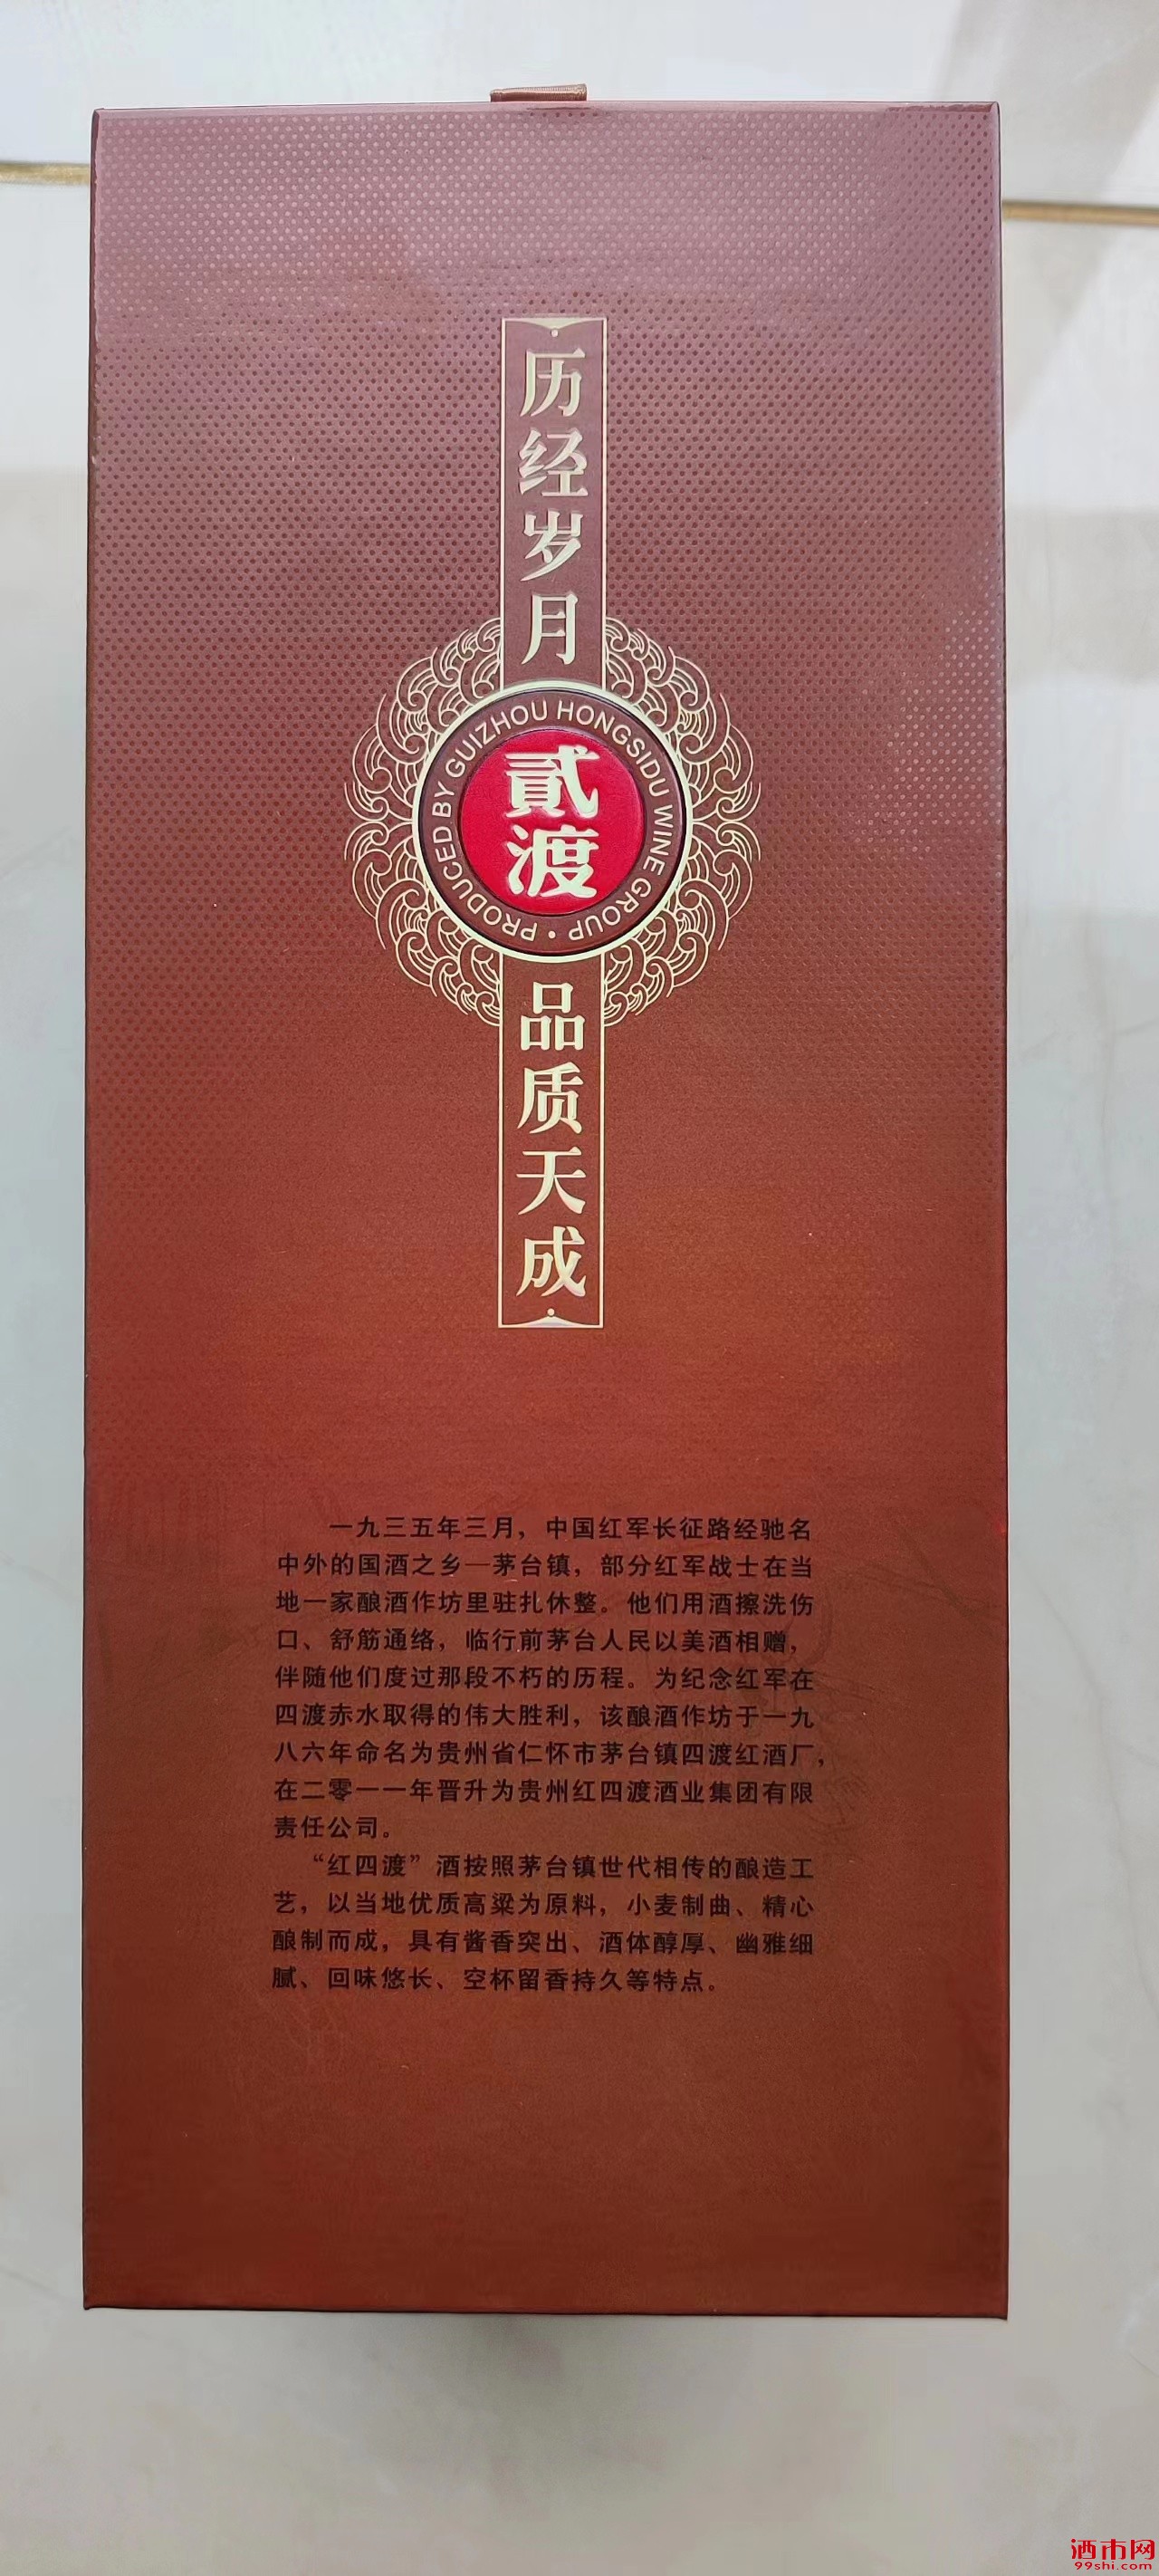 历经岁月
PRODUCED BY GUIZHOU HONGSIDU WINE GROUP ·
貳渡
品质天成
一九三五年三月，中国红军长征路经驰名
中外的国酒之乡—茅台镇，部分红军战士在当
地一家酿酒作坊里驻扎休整。他们用酒擦洗伤
口、舒筋通络，临行前茅台人民以美酒相赠，
伴随他们度过那段不朽的历程。为纪念红军在
四渡赤水取得的伟大胜利，该酿酒作坊于一九
八六年命名为贵州省仁怀市茅台镇四渡红酒厂，
在二零一一年晋升为贵州红四渡酒业集团有限
责任公司。
“红四渡”酒按照茅台镇世代相传的酿造工
艺，以当地优质高粱为原料，小麦制曲、精心
酿制而成，具有酱香突出、酒体醇厚、幽雅细
腻、回味悠长、空杯留香持久等特点。
酒市网
99shi.com